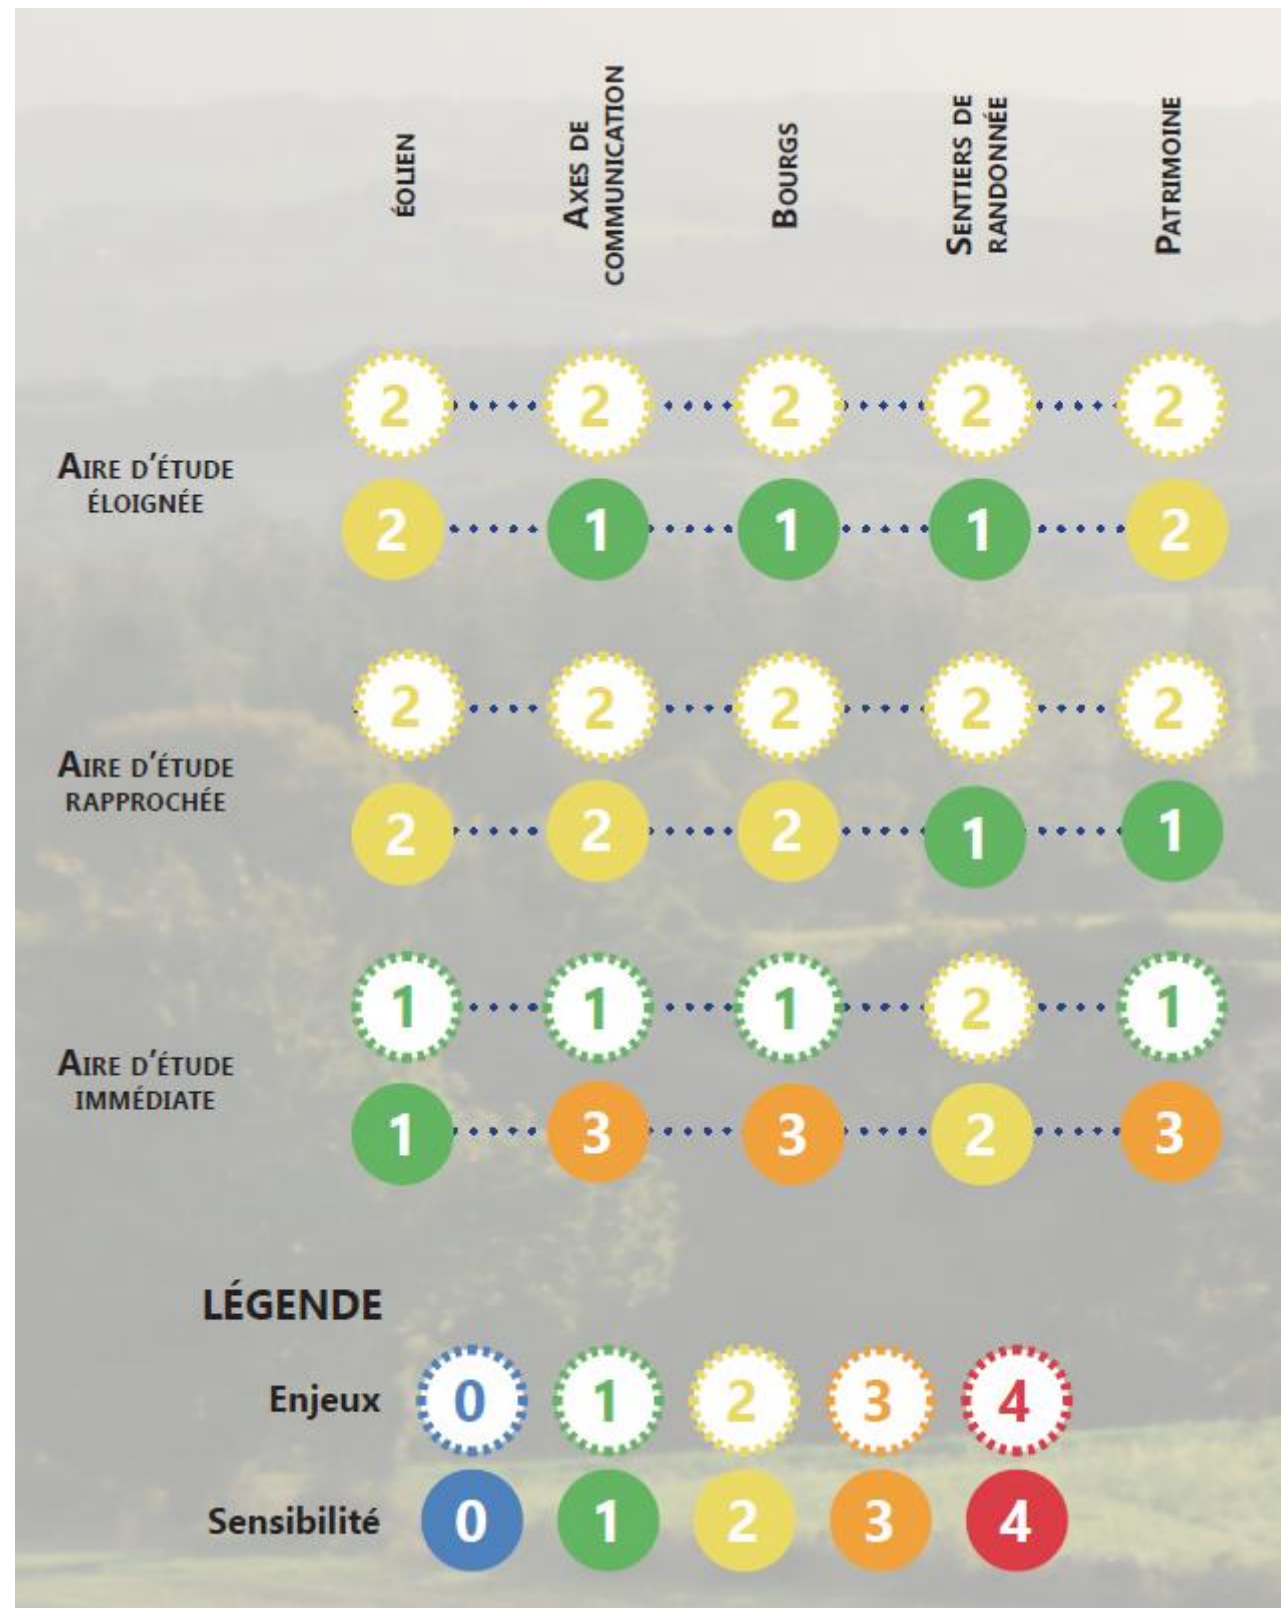 ÉOLIEN
AXES DE
COMMUNICATION
BOURGS
SENTIERS DE
RANDONNÉE
PATRIMOINE
AIRE D'ÉTUDE
ÉLOIGNÉE
2 2 2 2 2
2 1 1 1 2
AIRE D'ÉTUDE
RAPPROCHÉE
2 2 2 2 2
2 2 2 1 1
AIRE D'ÉTUDE
IMMÉDIATE
1 1 1 2 1
1 3 3 2 3
LÉGENDE
Enjeux 0 1 2 3 4
Sensibilité 0 1 2 3 4